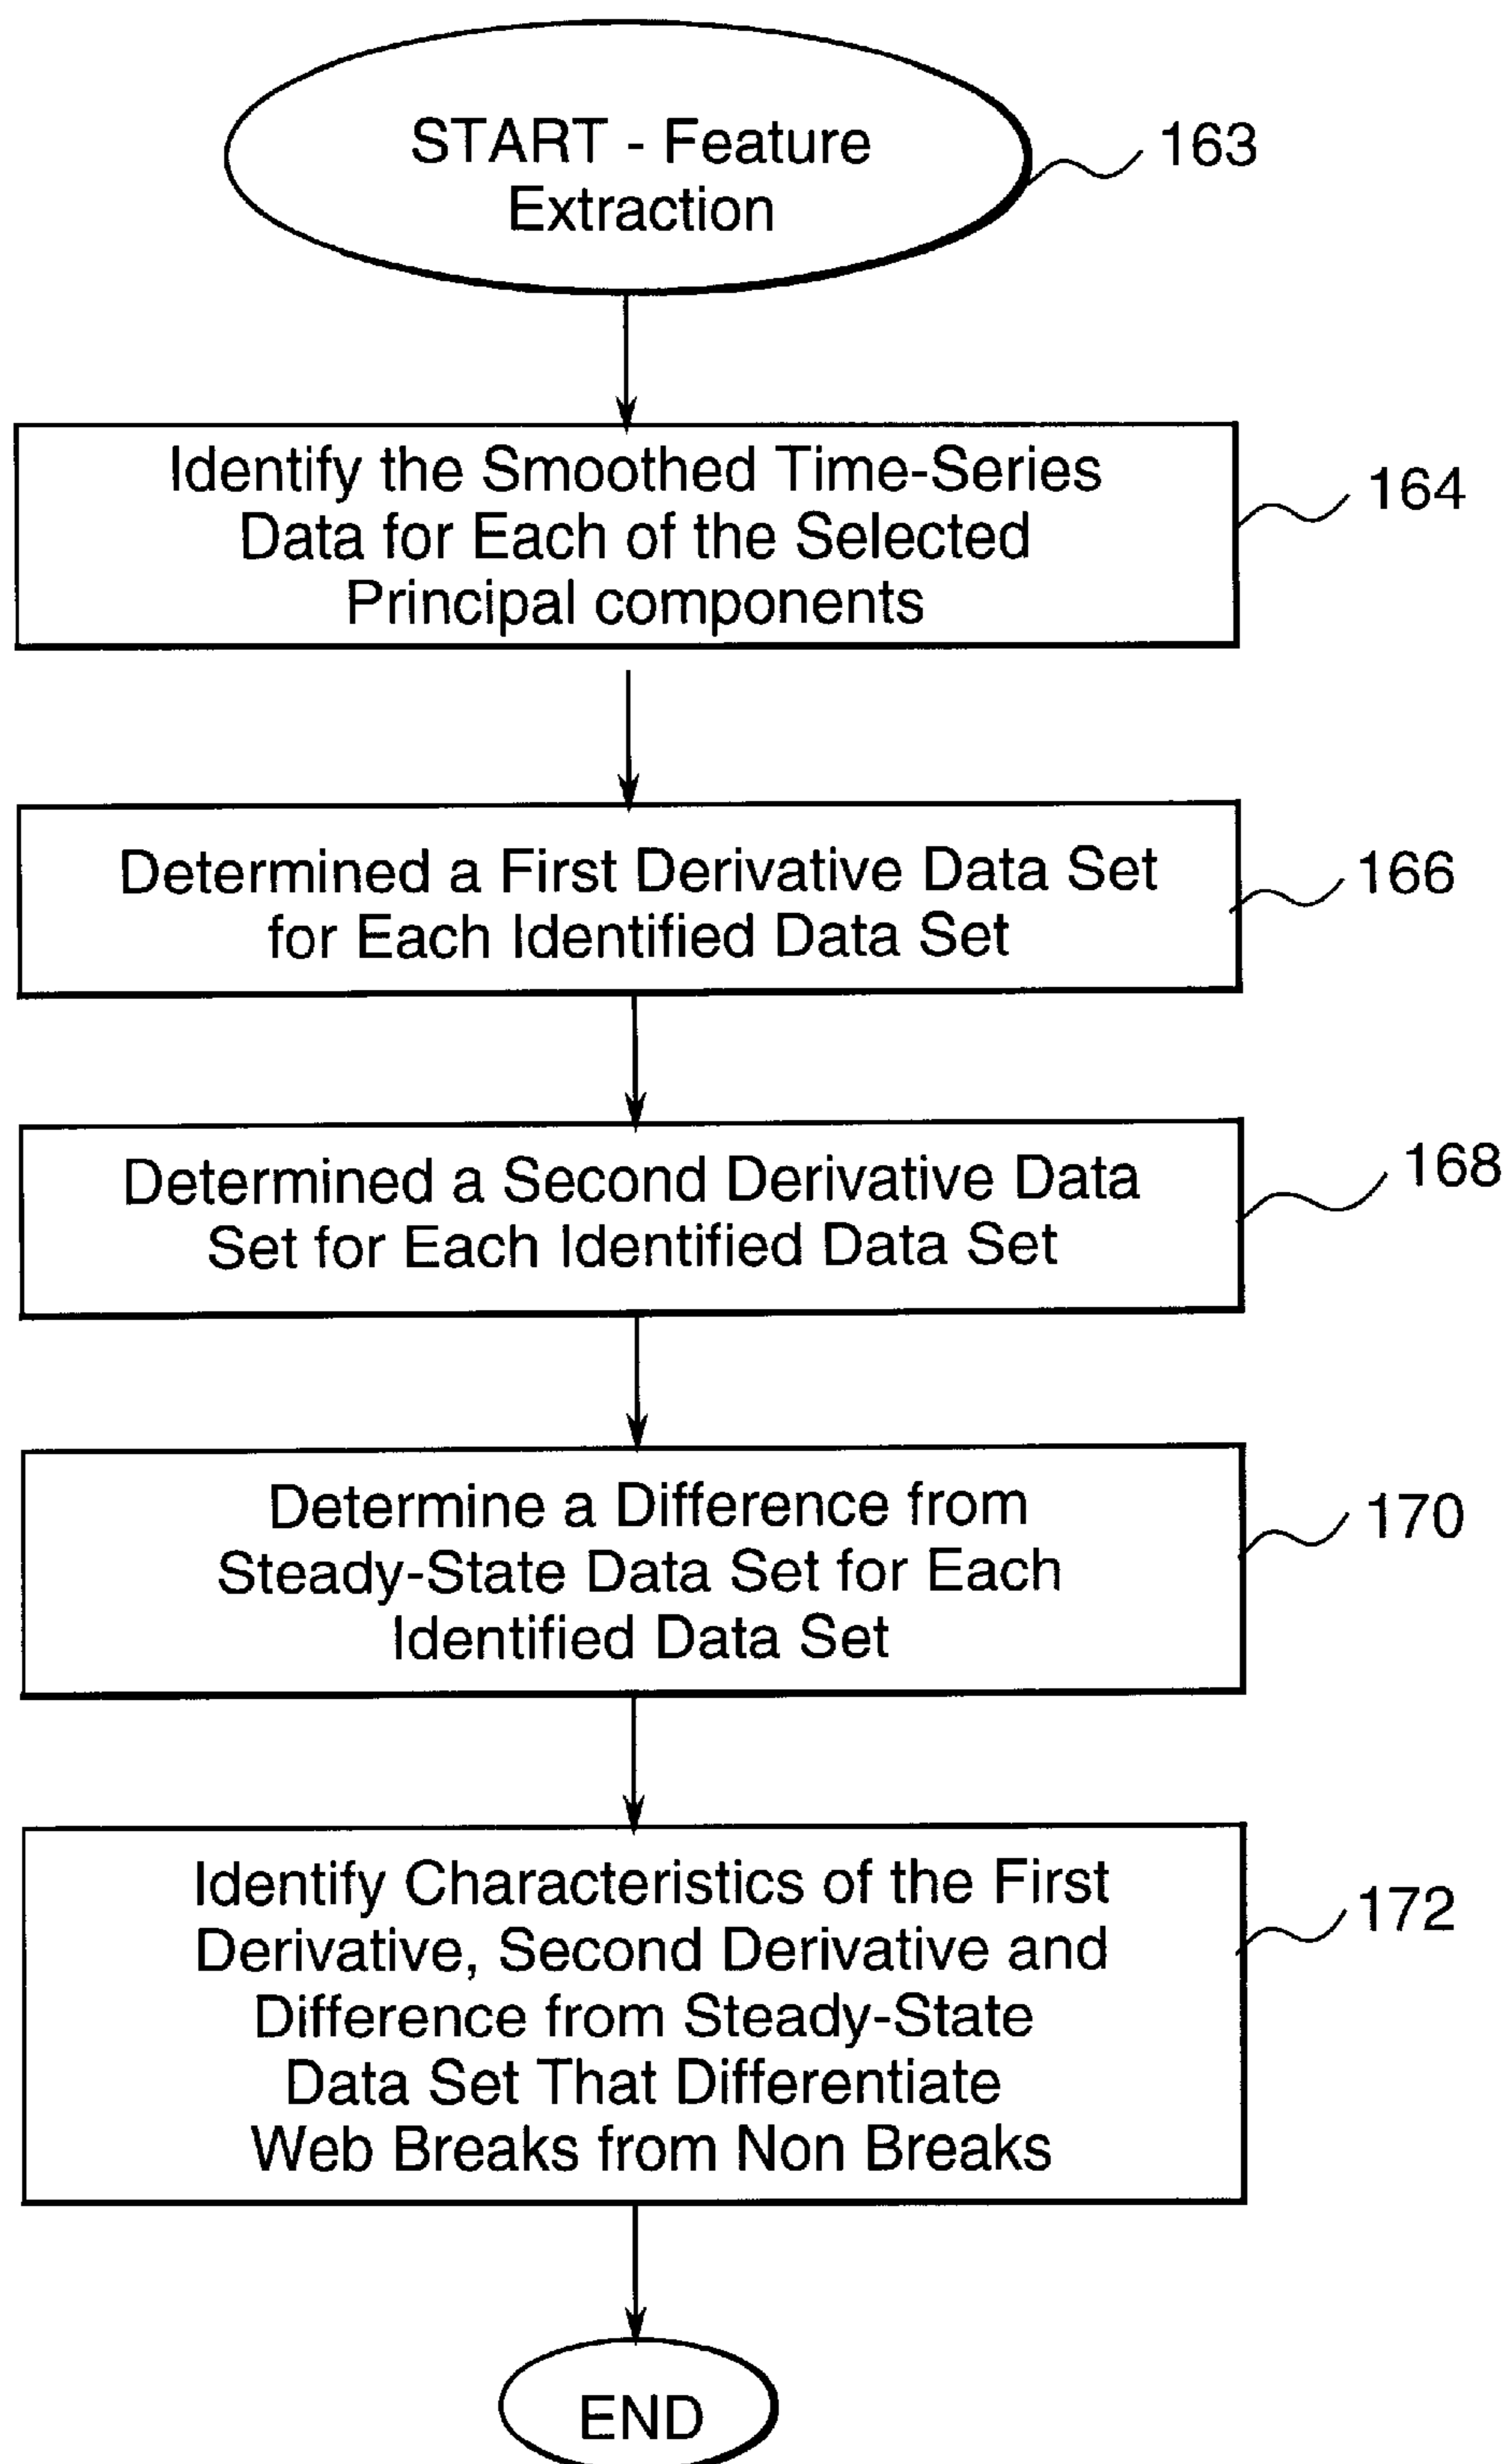 START - Feature
Extraction
163
Identify the Smoothed Time-Series
Data for Each of the Selected
Principal components
164
Determined a First Derivative Data Set
for Each Identified Data Set
166
Determined a Second Derivative Data
Set for Each Identified Data Set
168
Determine a Difference from
Steady-State Data Set for Each
Identified Data Set
170
Identify Characteristics of the First
Derivative, Second Derivative and
Difference from Steady-State
Data Set That Differentiate
Web Breaks from Non Breaks
172
END